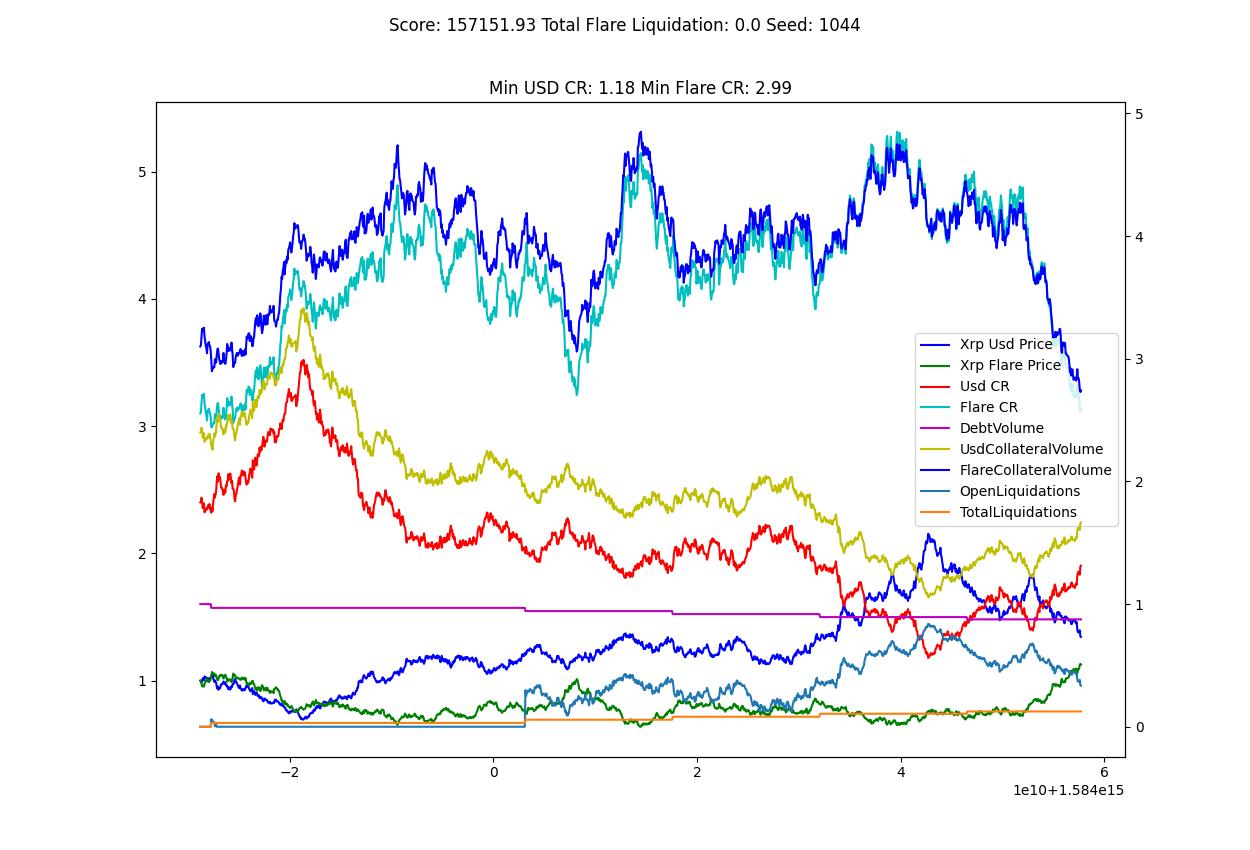 Score: 157151.93 Total Flare Liquidation: 0.0 Seed: 1044
Min USD CR: 1.18 Min Flare CR: 2.99
5
4
3
2
1
5
4
3
2
1
0
Xrp Usd Price
Xrp Flare Price
Usd CR
Flare CR
DebtVolume
UsdCollateralVolume
FlareCollateralVolume
OpenLiquidations
TotalLiquidations
−2 0 2 4 6
1e10+1.584e15